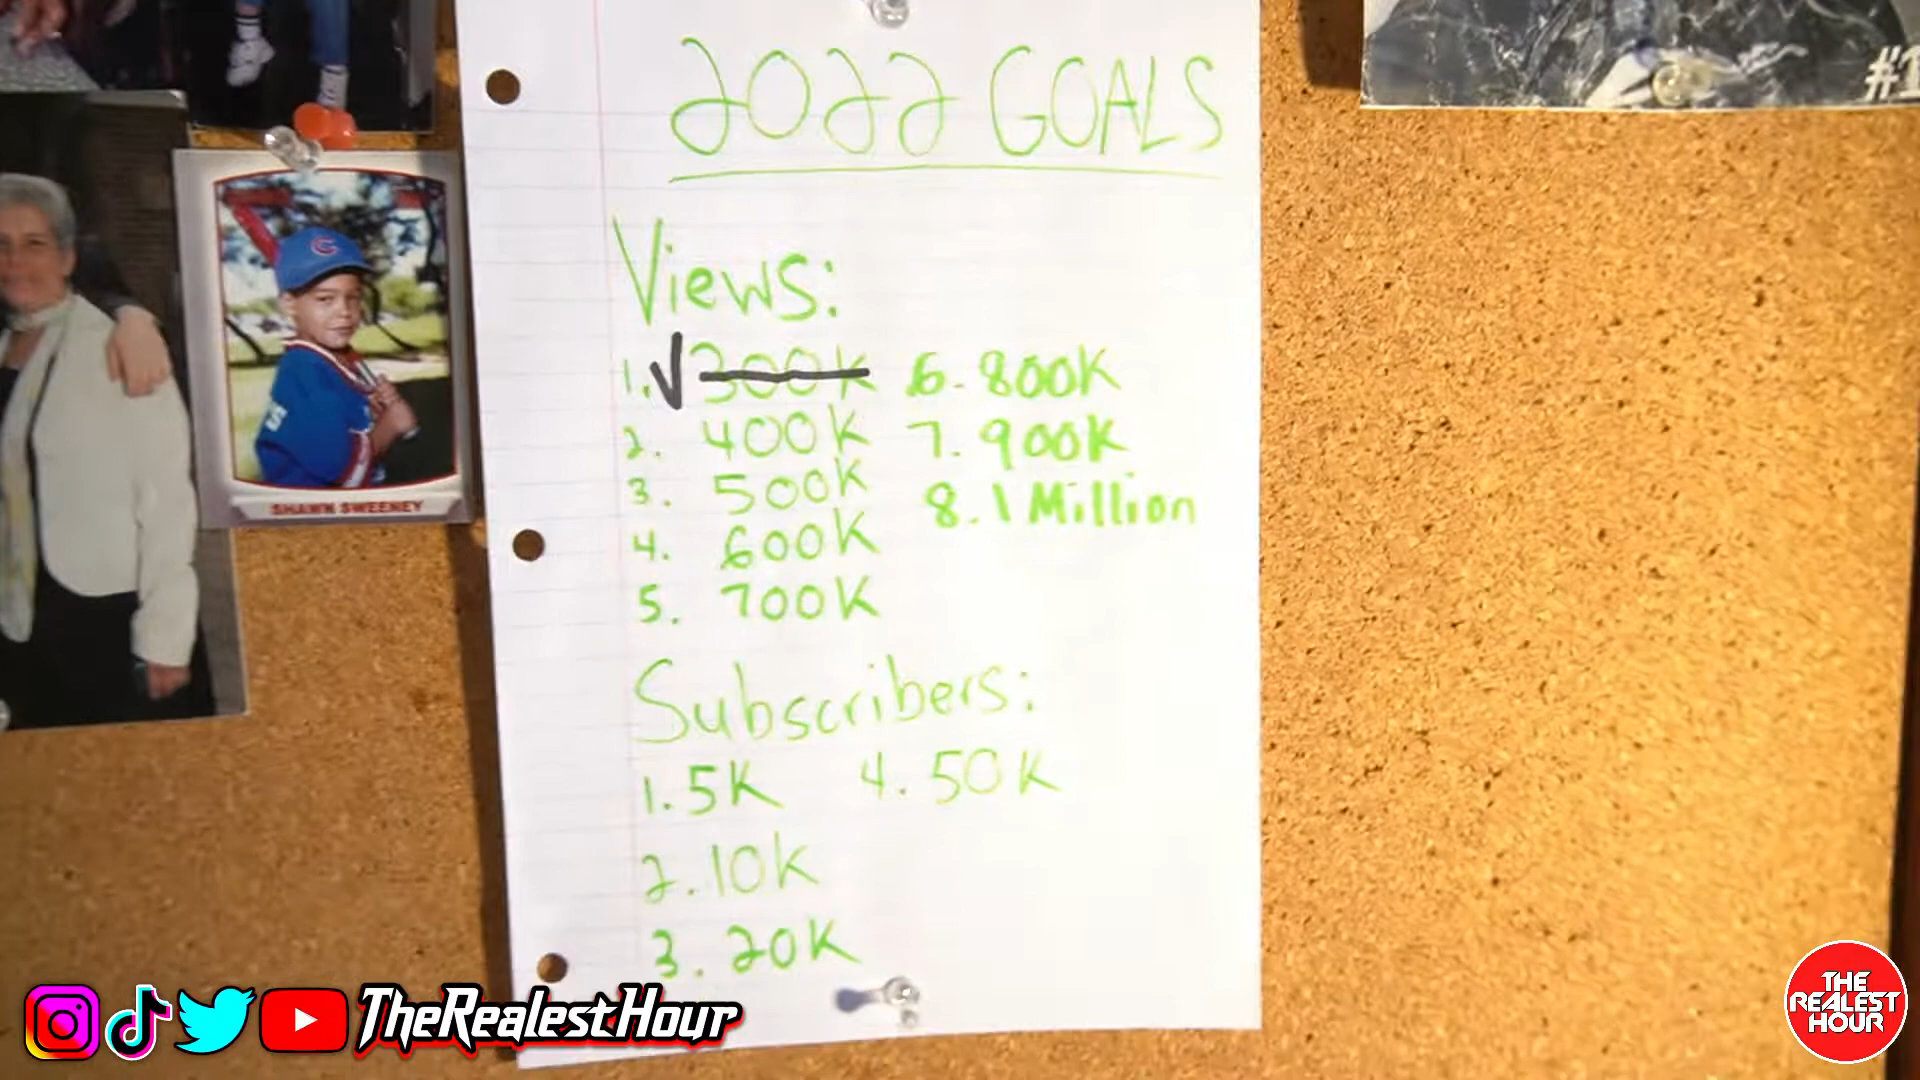 2022 GOALS
Views:
1. √ 300K
2. 400K
3. 500K
4. 600K
5. 700K
6. 800K
7. 900K
8. 1 Million
Subscribers:
1. 5K
2. 10K
3. 20K
4. 50K
C
SHAWN SWEENEY
#1
TheRealestHour
THE
REALEST
HOUR